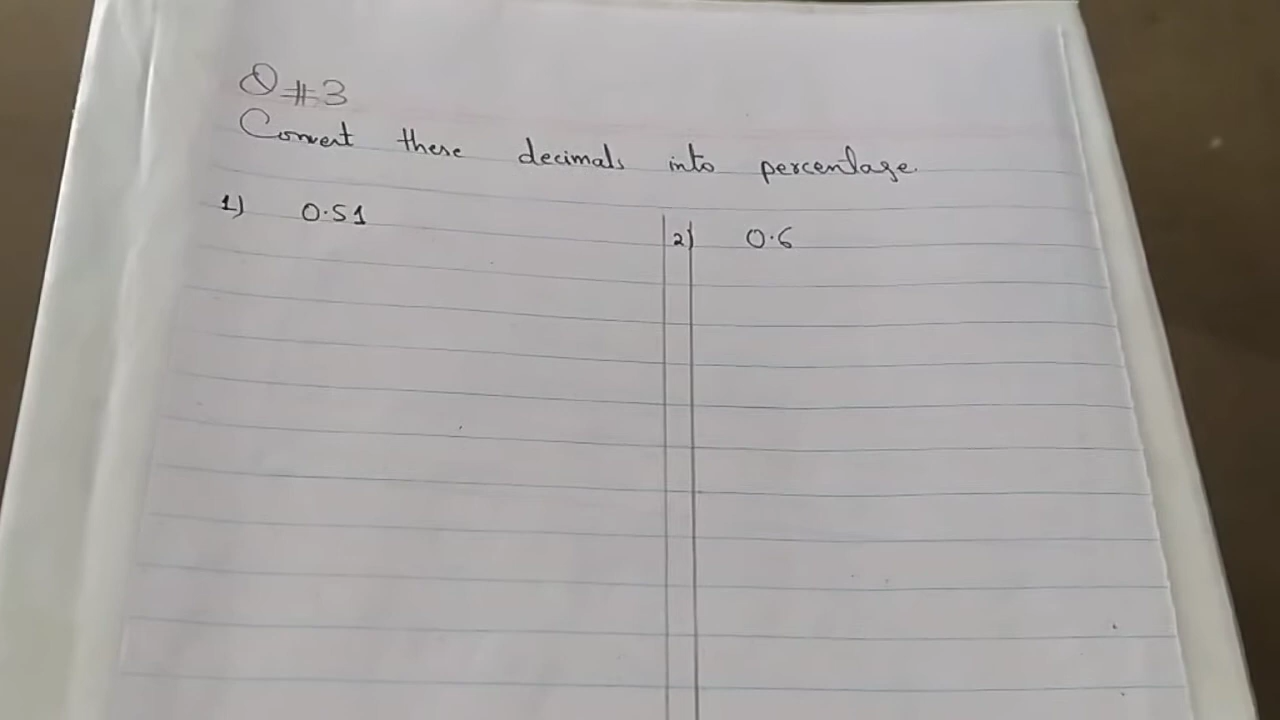 Q#3
Convert these decimals into percentage.
1) 0.51
2) 0.6